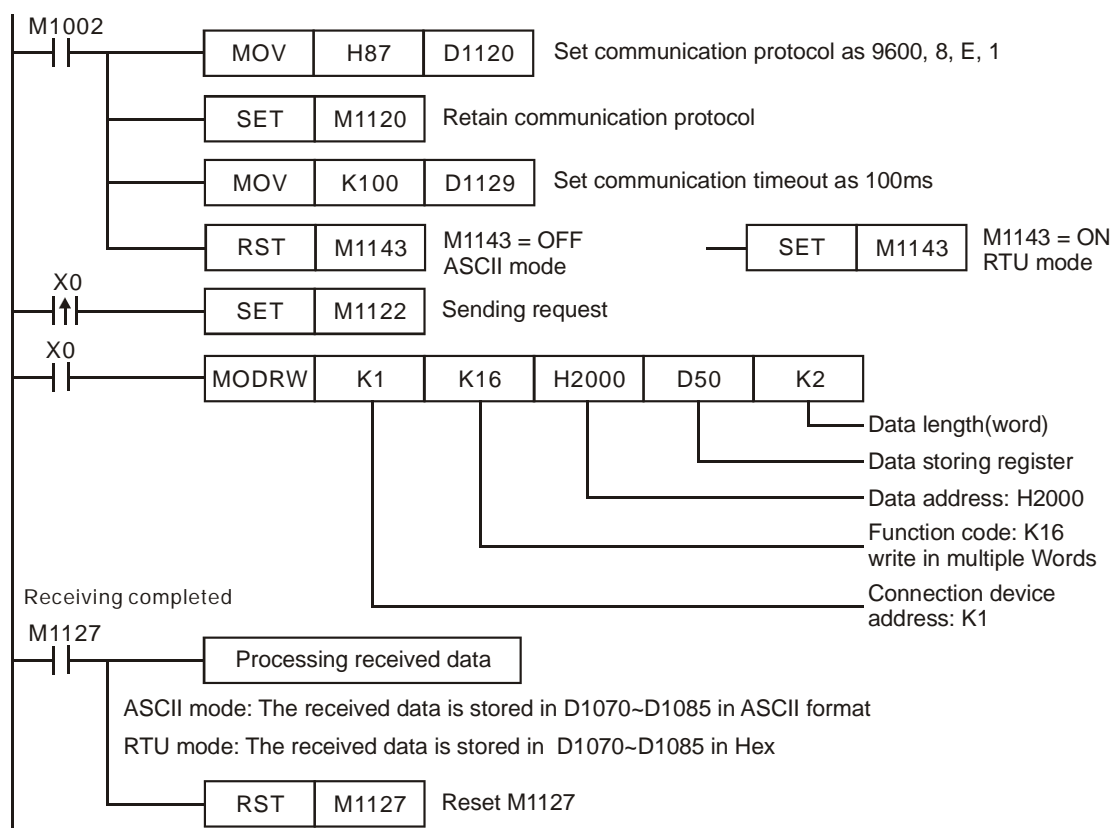 M1002
MOV H87 D1120 Set communication protocol as 9600, 8, E, 1
SET M1120 Retain communication protocol
MOV K100 D1129 Set communication timeout as 100ms
RST M1143 M1143 = OFF
ASCII mode
SET M1143 M1143 = ON
RTU mode
X0
SET M1122 Sending request
X0
MODRW K1 K16 H2000 D50 K2
Data length(word)
Data storing register
Data address: H2000
Function code: K16
write in multiple Words
Connection device
address: K1
Receiving completed
M1127
Processing received data
ASCII mode: The received data is stored in D1070~D1085 in ASCII format
RTU mode: The received data is stored in D1070~D1085 in Hex
RST M1127 Reset M1127